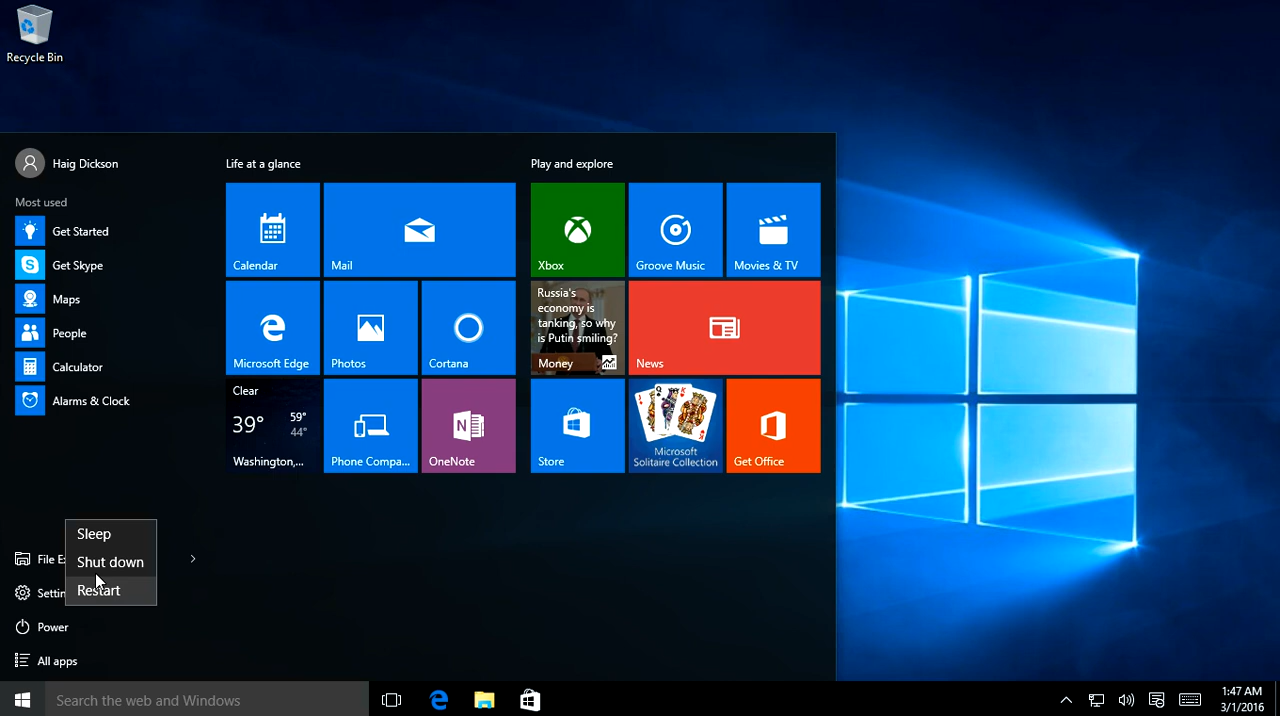 Recycle Bin
Haig Dickson
Most used
Get Started
Get Skype
Maps
People
Calculator
Alarms & Clock
Sleep
Shut down
Restart
File Ex
Settin
Power
All apps
Life at a glance
Calendar
Mail
Microsoft Edge
Photos
Cortana
Clear
39° 59°
44°
Washington,...
Phone Compa...
N
OneNote
Play and explore
Xbox
Groove Music
Movies & TV
Russia's
economy is
tanking, so why
is Putin smiling?
Money
News
Store
J Q K
Microsoft
Solitaire Collection
Get Office
Search the web and Windows
1:47 AM
3/1/2016